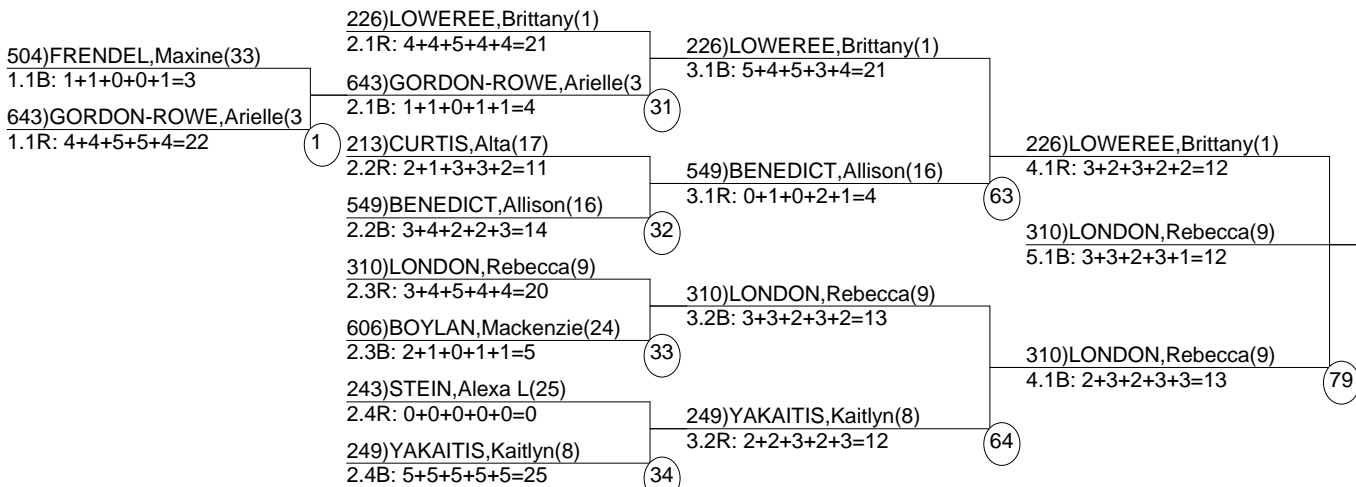 504)FRENDEL,Maxine(33)
1.1B: 1+1+0+0+1=3
643)GORDON-ROWE,Arielle(3
1.1R: 4+4+5+5+4=22
1
226)LOWEREE,Brittany(1)
2.1R: 4+4+5+4+4=21
643)GORDON-ROWE,Arielle(3
2.1B: 1+1+0+1+1=4
31
213)CURTIS,Alta(17)
2.2R: 2+1+3+3+2=11
549)BENEDICT,Allison(16)
2.2B: 3+4+2+2+3=14
32
310)LONDON,Rebecca(9)
2.3R: 3+4+5+4+4=20
606)BOYLAN,Mackenzie(24)
2.3B: 2+1+0+1+1=5
33
243)STEIN,Alexa L(25)
2.4R: 0+0+0+0+0=0
249)YAKAITIS,Kaitlyn(8)
2.4B: 5+5+5+5+5=25
34
226)LOWEREE,Brittany(1)
3.1B: 5+4+5+3+4=21
549)BENEDICT,Allison(16)
3.1R: 0+1+0+2+1=4
63
310)LONDON,Rebecca(9)
3.2B: 3+3+2+3+2=13
249)YAKAITIS,Kaitlyn(8)
3.2R: 2+2+3+2+3=12
64
226)LOWEREE,Brittany(1)
4.1R: 3+2+3+2+2=12
310)LONDON,Rebecca(9)
5.1B: 3+3+2+3+1=12
310)LONDON,Rebecca(9)
4.1B: 2+3+2+3+3=13
79